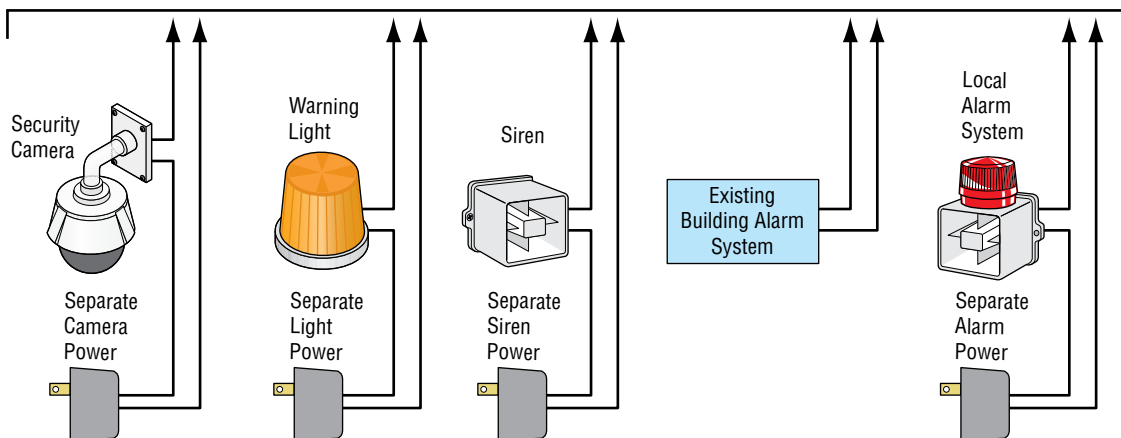 Security
Camera
Warning
Light
Siren
Existing
Building Alarm
System
Local
Alarm
System
Separate
Camera
Power
Separate
Light
Power
Separate
Siren
Power
Separate
Alarm
Power